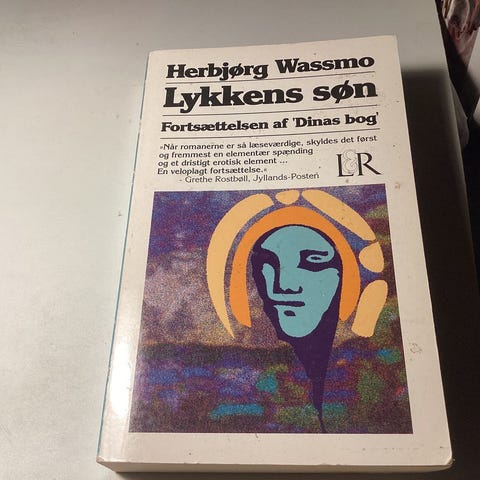 Herbjørg Wassmo
Lykkens søn
Fortsættelsen af 'Dinas bog'
»Når romanerne er så læseværdige, skyldes det først
og fremmest en elementær spænding
og et dristigt erotisk element ...
En veloplagt fortsættelse.«
- Grethe Rostbøll, Jyllands-Posten
L&R